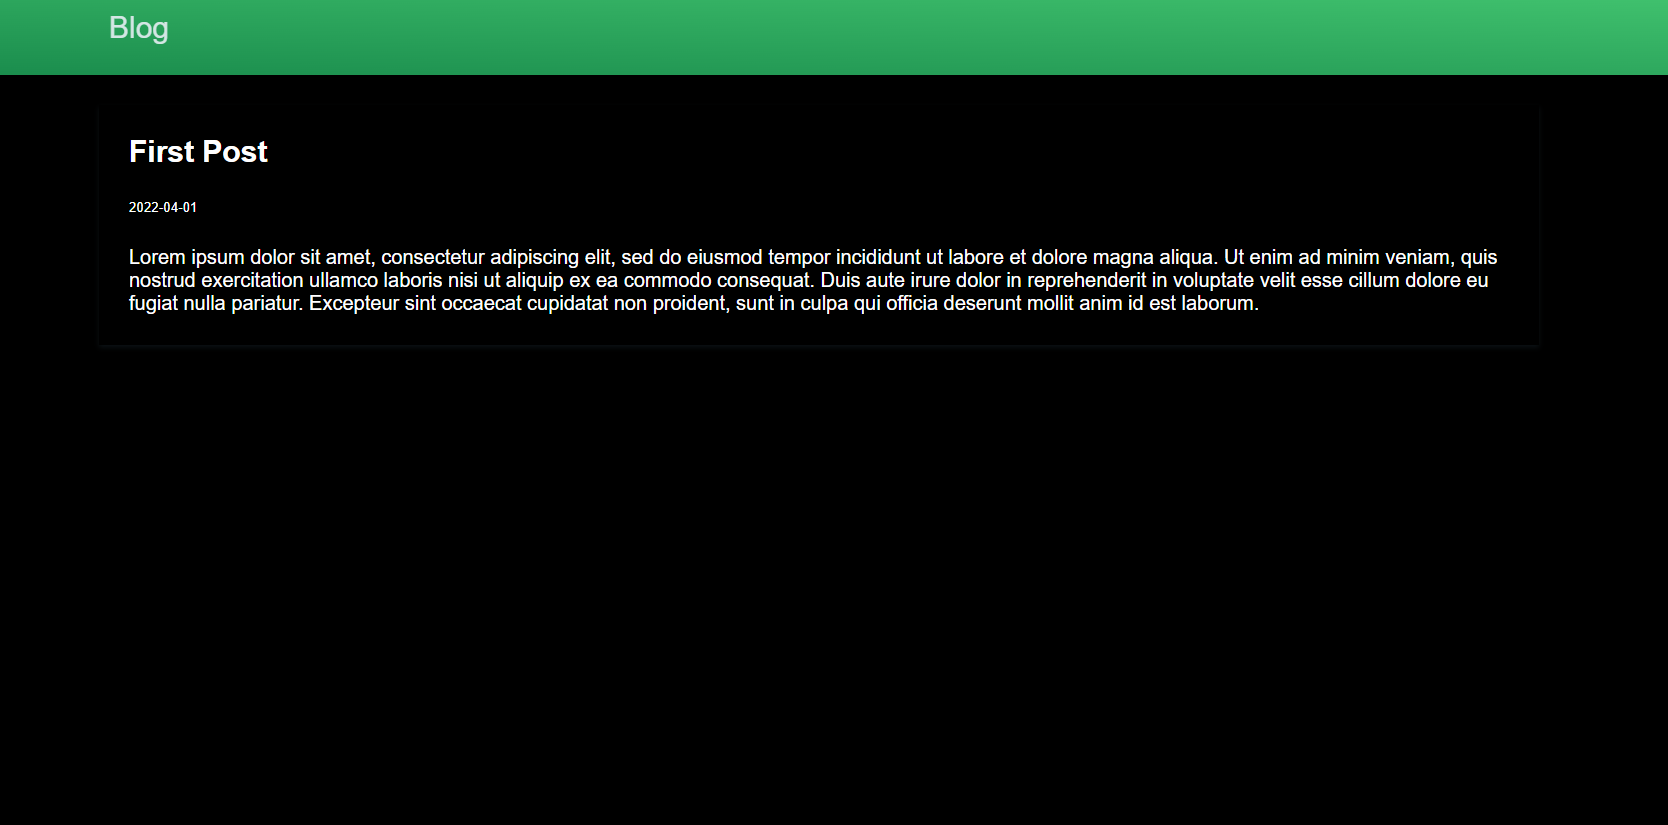 Blog
First Post
2022-04-01
Lorem ipsum dolor sit amet, consectetur adipiscing elit, sed do eiusmod tempor incididunt ut labore et dolore magna aliqua. Ut enim ad minim veniam, quis
nostrud exercitation ullamco laboris nisi ut aliquip ex ea commodo consequat. Duis aute irure dolor in reprehenderit in voluptate velit esse cillum dolore eu
fugiat nulla pariatur. Excepteur sint occaecat cupidatat non proident, sunt in culpa qui officia deserunt mollit anim id est laborum.